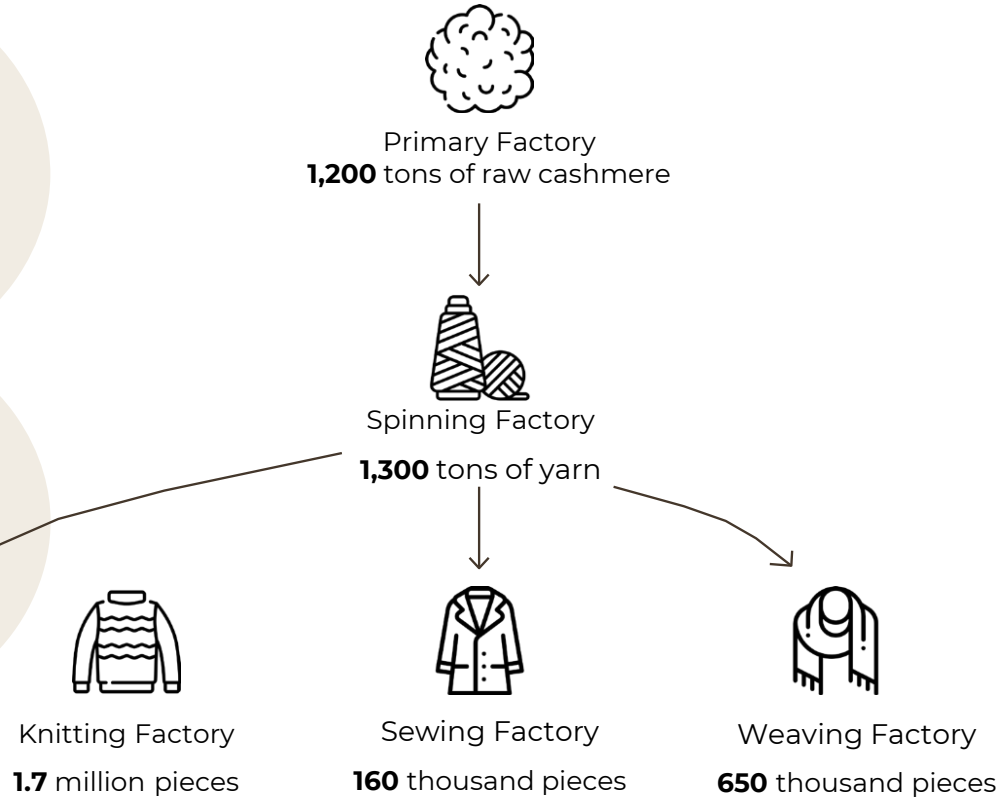 Primary Factory
1,200 tons of raw cashmere
Spinning Factory
1,300 tons of yarn
Knitting Factory
1.7 million pieces
Sewing Factory
160 thousand pieces
Weaving Factory
650 thousand pieces